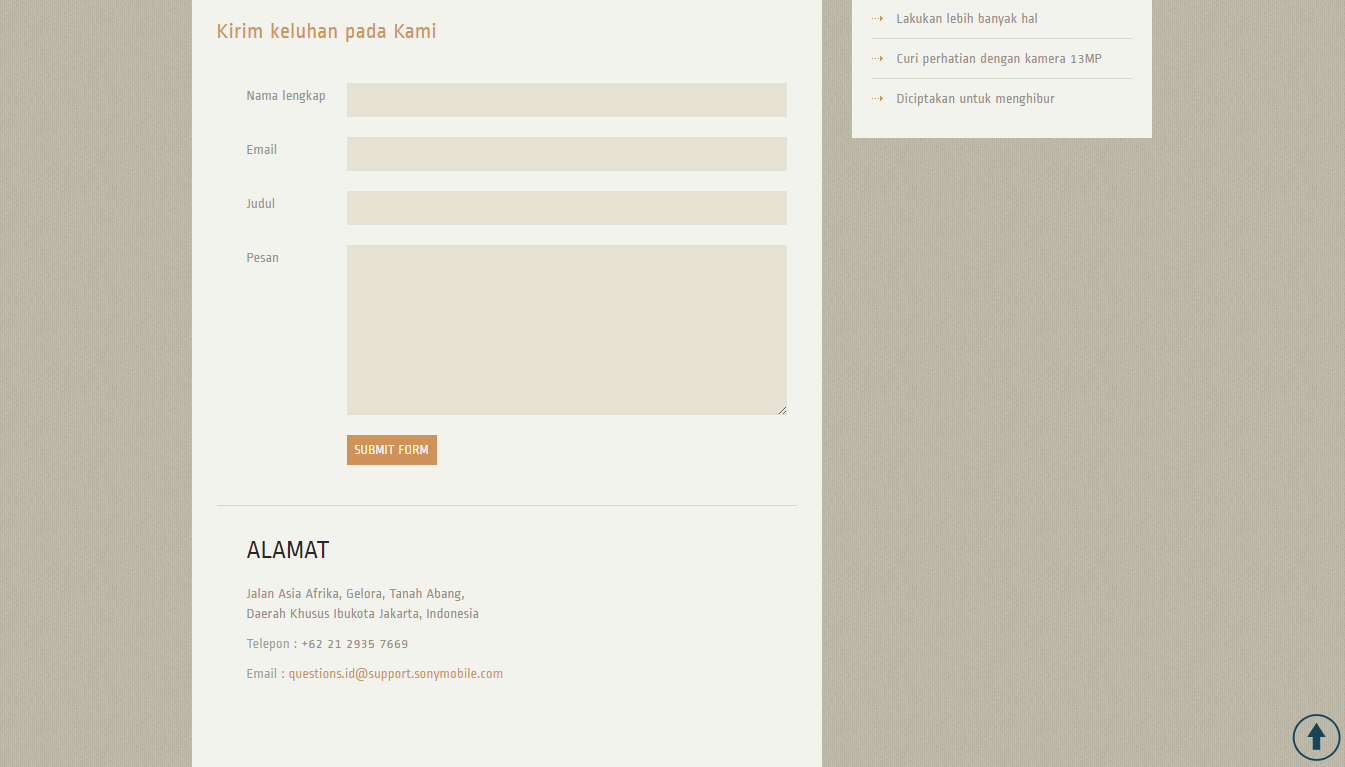 Kirim keluhan pada Kami
Nama lengkap
Email
Judul
Pesan
SUBMIT FORM
ALAMAT
Jalan Asia Afrika, Gelora, Tanah Abang,
Daerah Khusus Ibukota Jakarta, Indonesia
Telepon : +62 21 2935 7669
Email : questions.id@support.sonymobile.com
Lakukan lebih banyak hal
Curi perhatian dengan kamera 13MP
Diciptakan untuk menghibur